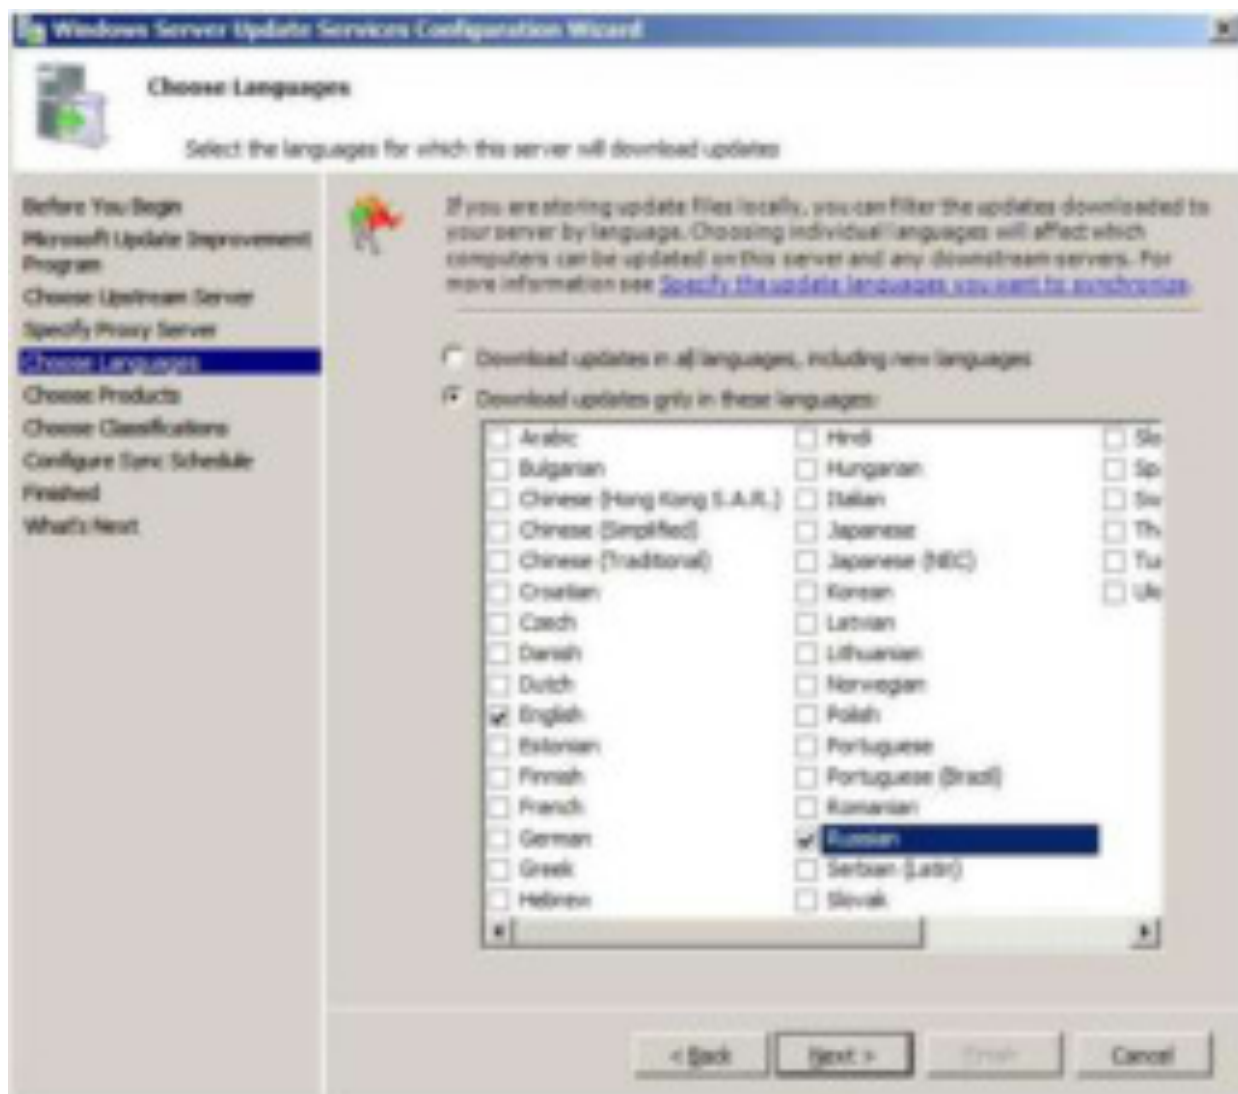 Windows Server Update Services Configuration Wizard
Choose Languages
Select the languages for which this server will download updates
Before You Begin
Microsoft Update Improvement
Program
Choose Upstream Server
Specify Proxy Server
Choose Languages
Choose Products
Choose Classifications
Configure Sync Schedule
Finished
What's Next
If you are storing update files locally, you can filter the updates downloaded to
your server by language. Choosing individual languages will affect which
computers can be updated on this server and any downstream servers. For
more information see Specify the update languages you want to synchronize.
Download updates in all languages, including new languages
Download updates only in these languages:
Arabic
Bulgarian
Chinese (Hong Kong S.A.R.)
Chinese (Simplified)
Chinese (Traditional)
Croatian
Czech
Danish
Dutch
English
Estonian
Finnish
French
German
Greek
Hebrew
Hindi
Hungarian
Italian
Japanese
Japanese (NEC)
Korean
Latvian
Lithuanian
Norwegian
Polish
Portuguese
Portuguese (Brazil)
Romanian
Russian
Serbian (Latin)
Slovak
Slo
Sp
Sw
Th
Tu
Uk
< Back
Next >
Finish
Cancel